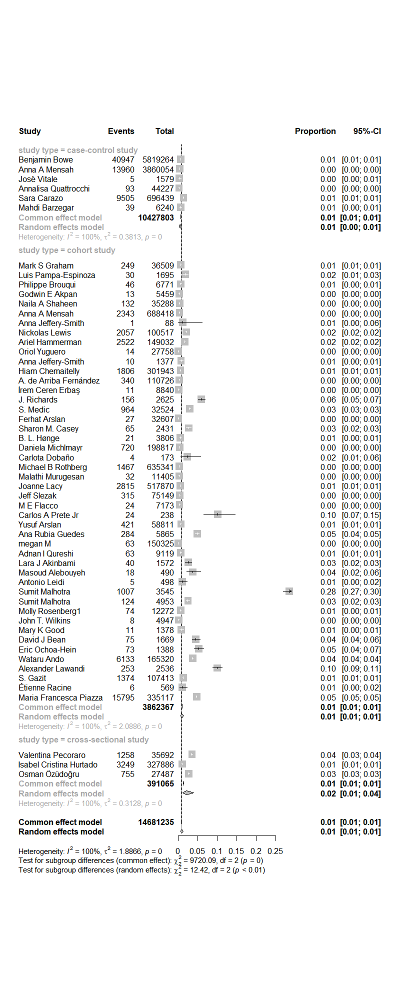 Study Events Total Proportion 95%-CI
study type = case-control study
Benjamin Bowe 40947 5819264 0.01 [0.01; 0.01]
Anna A Mensah 13960 3860054 0.00 [0.00; 0.00]
Josè Vitale 5 1579 0.00 [0.00; 0.01]
Annalisa Quattrocchi 93 44227 0.00 [0.00; 0.00]
Sara Carazo 9505 696439 0.01 [0.01; 0.01]
Mahdi Barzegar 39 6240 0.01 [0.00; 0.01]
Common effect model 10427803 0.01 [0.01; 0.01]
Random effects model 0.01 [0.00; 0.01]
Heterogeneity: I² = 100%, τ² = 0.3813, p = 0
study type = cohort study
Mark S Graham 249 36509 0.01 [0.01; 0.01]
Luis Pampa-Espinoza 30 1695 0.02 [0.01; 0.03]
Philippe Brouqui 46 6771 0.01 [0.00; 0.01]
Godwin E Akpan 13 5459 0.00 [0.00; 0.00]
Naila A Shaheen 132 35288 0.00 [0.00; 0.00]
Anna A Mensah 2343 688418 0.00 [0.00; 0.00]
Anna Jeffery-Smith 1 88 0.01 [0.00; 0.06]
Nickolas Lewis 2057 100517 0.02 [0.02; 0.02]
Ariel Hammerman 2522 149032 0.02 [0.02; 0.02]
Oriol Yuguero 14 27758 0.00 [0.00; 0.00]
Anna Jeffery-Smith 10 1377 0.01 [0.00; 0.01]
Hiam Chemaitelly 1806 301943 0.01 [0.01; 0.01]
A. de Arriba Fernández 340 110726 0.00 [0.00; 0.00]
İrem Ceren Erbaş 11 8840 0.00 [0.00; 0.00]
J. Richards 156 2625 0.06 [0.05; 0.07]
S. Medic 964 32524 0.03 [0.03; 0.03]
Ferhat Arslan 27 32607 0.00 [0.00; 0.00]
Sharon M. Casey 65 2431 0.03 [0.02; 0.03]
B. L. Hønge 21 3806 0.01 [0.00; 0.01]
Daniela Michlmayr 720 198817 0.00 [0.00; 0.00]
Carlota Dobaño 4 173 0.02 [0.01; 0.06]
Michael B Rothberg 1467 635341 0.00 [0.00; 0.00]
Malathi Murugesan 32 11405 0.00 [0.00; 0.00]
Joanne Lacy 2815 517870 0.01 [0.01; 0.01]
Jeff Slezak 315 75149 0.00 [0.00; 0.00]
M E Flacco 24 7173 0.00 [0.00; 0.00]
Carlos A Prete Jr 24 238 0.10 [0.07; 0.15]
Yusuf Arslan 421 58811 0.01 [0.01; 0.01]
Ana Rubia Guedes 284 5865 0.05 [0.04; 0.05]
megan M 63 150325 0.00 [0.00; 0.00]
Adnan I Qureshi 63 9119 0.01 [0.01; 0.01]
Lara J Akinbami 40 1572 0.03 [0.02; 0.03]
Masoud Alebouyeh 18 490 0.04 [0.02; 0.06]
Antonio Leidi 5 498 0.01 [0.00; 0.02]
Sumit Malhotra 1007 3545 0.28 [0.27; 0.30]
Sumit Malhotra 124 4953 0.03 [0.02; 0.03]
Molly Rosenberg1 74 12272 0.01 [0.00; 0.01]
John T. Wilkins 8 4947 0.00 [0.00; 0.00]
Mary K Good 11 1378 0.01 [0.00; 0.01]
David J Bean 75 1669 0.04 [0.04; 0.06]
Eric Ochoa-Hein 73 1388 0.05 [0.04; 0.07]
Wataru Ando 6133 165320 0.04 [0.04; 0.04]
Alexander Lawandi 253 2536 0.10 [0.09; 0.11]
S. Gazit 1374 107413 0.01 [0.01; 0.01]
Étienne Racine 6 569 0.01 [0.00; 0.02]
Maria Francesca Piazza 15795 335117 0.05 [0.05; 0.05]
Common effect model 3862367 0.01 [0.01; 0.01]
Random effects model 0.01 [0.01; 0.01]
Heterogeneity: I² = 100%, τ² = 2.0886, p = 0
study type = cross-sectional study
Valentina Pecoraro 1258 35692 0.04 [0.03; 0.04]
Isabel Cristina Hurtado 3249 327886 0.01 [0.01; 0.01]
Osman Özüdoğru 755 27487 0.03 [0.03; 0.03]
Common effect model 391065 0.01 [0.01; 0.01]
Random effects model 0.02 [0.01; 0.04]
Heterogeneity: I² = 100%, τ² = 0.3128, p = 0
Common effect model 14681235 0.01 [0.01; 0.01]
Random effects model 0.01 [0.01; 0.01]
Heterogeneity: I² = 100%, τ² = 1.8866, p = 0 0 0.05 0.1 0.15 0.2 0.25
Test for subgroup differences (common effect): χ²₂ = 9720.09, df = 2 (p = 0)
Test for subgroup differences (random effects): χ²₂ = 12.42, df = 2 (p < 0.01)